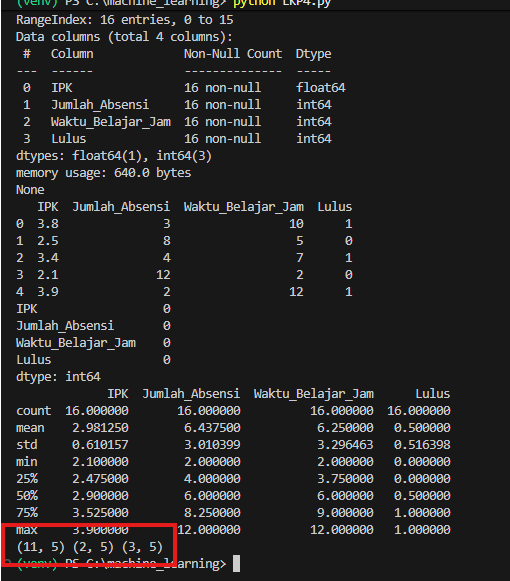 (venv) PS C:\machine_learning> python LKP4.py
RangeIndex: 16 entries, 0 to 15
Data columns (total 4 columns):
 #   Column             Non-Null Count  Dtype
---  ------             --------------  -----
 0   IPK                16 non-null     float64
 1   Jumlah_Absensi     16 non-null     int64
 2   Waktu_Belajar_Jam  16 non-null     int64
 3   Lulus              16 non-null     int64
dtypes: float64(1), int64(3)
memory usage: 640.0 bytes
None
   IPK  Jumlah_Absensi  Waktu_Belajar_Jam  Lulus
0  3.8               3                 10      1
1  2.5               8                  5      0
2  3.4               4                  7      1
3  2.1              12                  2      0
4  3.9               2                 12      1
IPK                  0
Jumlah_Absensi       0
Waktu_Belajar_Jam    0
Lulus                0
dtype: int64
             IPK  Jumlah_Absensi  Waktu_Belajar_Jam      Lulus
count  16.000000       16.000000          16.000000  16.000000
mean    2.981250        6.437500           6.250000   0.500000
std     0.610157        3.010399           3.296463   0.516398
min     2.100000        2.000000           2.000000   0.000000
25%     2.475000        4.000000           3.750000   0.000000
50%     2.900000        6.000000           6.000000   0.500000
75%     3.525000        8.250000           9.000000   1.000000
max     3.900000       12.000000          12.000000   1.000000
(11, 5) (2, 5) (3, 5)
(venv) PS C:\machine_learning>